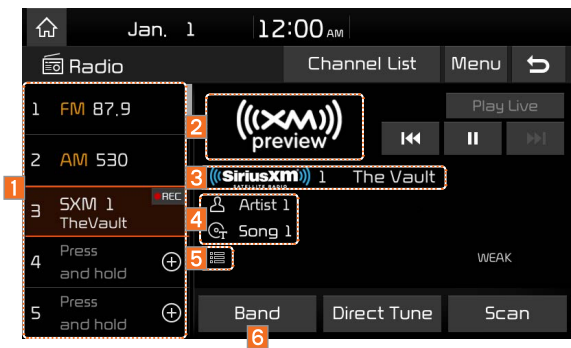 Jan. 1 12:00 AM
Radio Channel List Menu
1 FM 87.9
2 AM 530
3 SXM 1 REC
TheVault
4 Press
and hold
5 Press
and hold
1
2
(((XM)))
preview
Play Live
3 ((SiriusXM)) 1 The Vault
SATELLITE RADIO
4
Artist 1
Song 1
5
WEAK
Band Direct Tune Scan
6